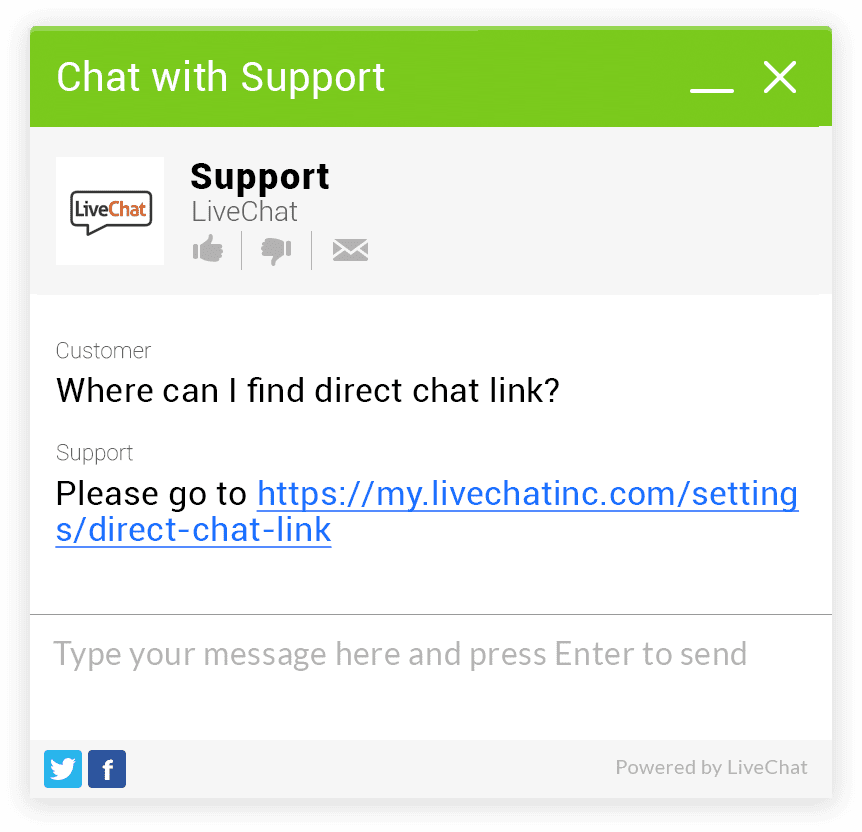 Chat with Support
LiveChat
Support
LiveChat
Customer
Where can I find direct chat link?
Support
Please go to https://my.livechatinc.com/setting
s/direct-chat-link
Type your message here and press Enter to send
f
Powered by LiveChat